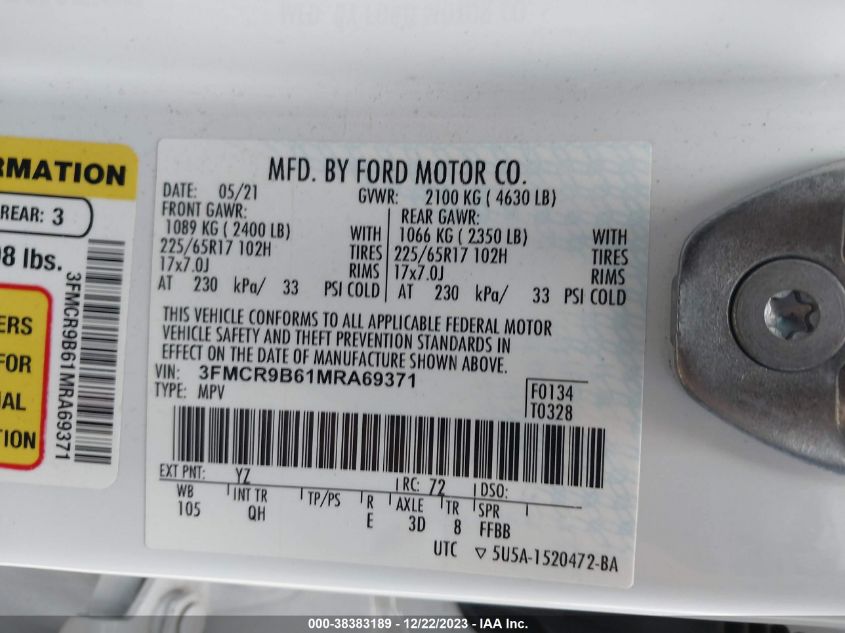 RMATION
REAR: 3
98 lbs.
ERS
FOR
IAL
TION
3FMCR9B61MRA69371
MFD. BY FORD MOTOR CO.
DATE: 05/21 GVWR: 2100 KG ( 4630 LB)
FRONT GAWR: REAR GAWR:
1089 KG ( 2400 LB) WITH 1066 KG ( 2350 LB) WITH
225/65R17 102H TIRES 225/65R17 102H TIRES
17x7.0J RIMS 17x7.0J RIMS
AT 230 kPa/ 33 PSI COLD AT 230 kPa/ 33 PSI COLD
THIS VEHICLE CONFORMS TO ALL APPLICABLE FEDERAL MOTOR
VEHICLE SAFETY AND THEFT PREVENTION STANDARDS IN
EFFECT ON THE DATE OF MANUFACTURE SHOWN ABOVE.
VIN: 3FMCR9B61MRA69371
TYPE: MPV
F0134
T0328
EXT PNT: YZ RC: 72 DSO:
WB INT TR TP/PS R AXLE TR SPR
105 QH E 3D 8 FFBB
UTC ▽ 5U5A-1520472-BA
000-38383189 - 12/22/2023 - IAA Inc.